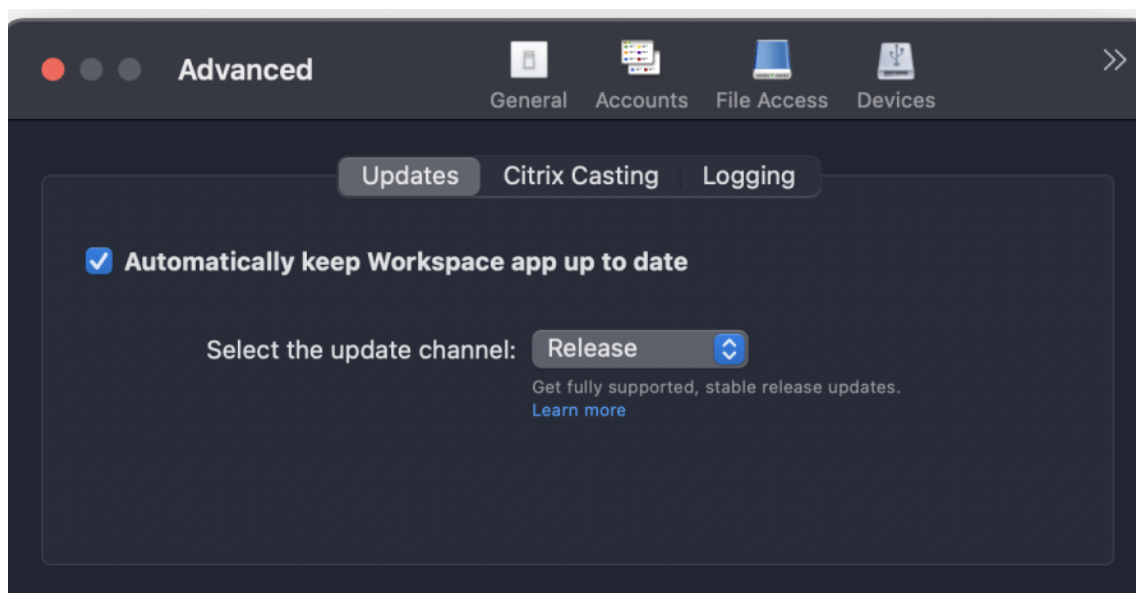 Advanced
General Accounts File Access Devices
Updates Citrix Casting Logging
Automatically keep Workspace app up to date
Select the update channel: Release
Get fully supported, stable release updates.
Learn more